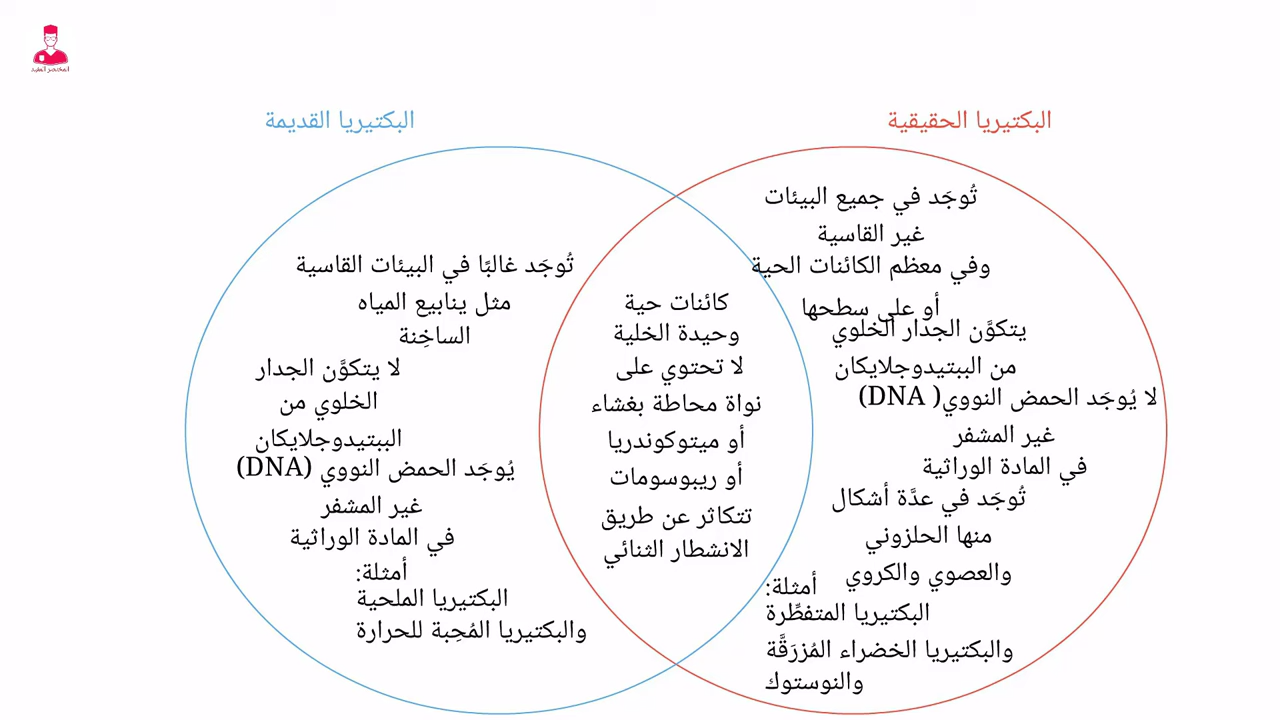 المختصر المفيد
البكتيريا الحقيقية
البكتيريا القديمة
تُوجَد في جميع البيئات
غير القاسية
وفي معظم الكائنات الحية
أو على سطحها
يتكوَّن الجدار الخلوي
من الببتيدوجلايكان
لا يُوجَد الحمض النووي( DNA)
غير المشفر
في المادة الوراثية
تُوجَد في عدَّة أشكال
منها الحلزوني
والعصوي والكروي
أمثلة:
البكتيريا المتفطِّرة
والبكتيريا الخضراء المُزرَقَّة
والنوستوك
كائنات حية
وحيدة الخلية
لا تحتوي على
نواة محاطة بغشاء
أو ميتوكوندريا
أو ريبوسومات
تتكاثر عن طريق
الانشطار الثنائي
تُوجَد غالبًا في البيئات القاسية
مثل ينابيع المياه
الساخِنة
لا يتكوَّن الجدار
الخلوي من
الببتيدوجلايكان
يُوجَد الحمض النووي (DNA)
غير المشفر
في المادة الوراثية
أمثلة:
البكتيريا الملحية
والبكتيريا المُحِبة للحرارة